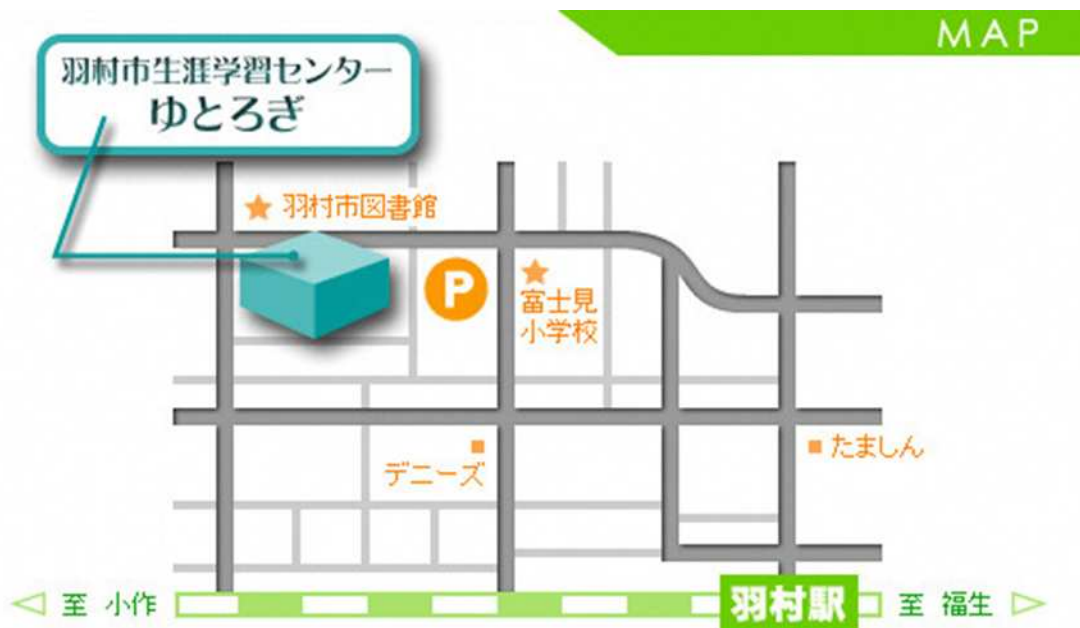 MAP
羽村市生涯学習センター
ゆとろぎ
羽村市図書館
P
富士見
小学校
デニーズ
たましん
至 小作
羽村駅
至 福生